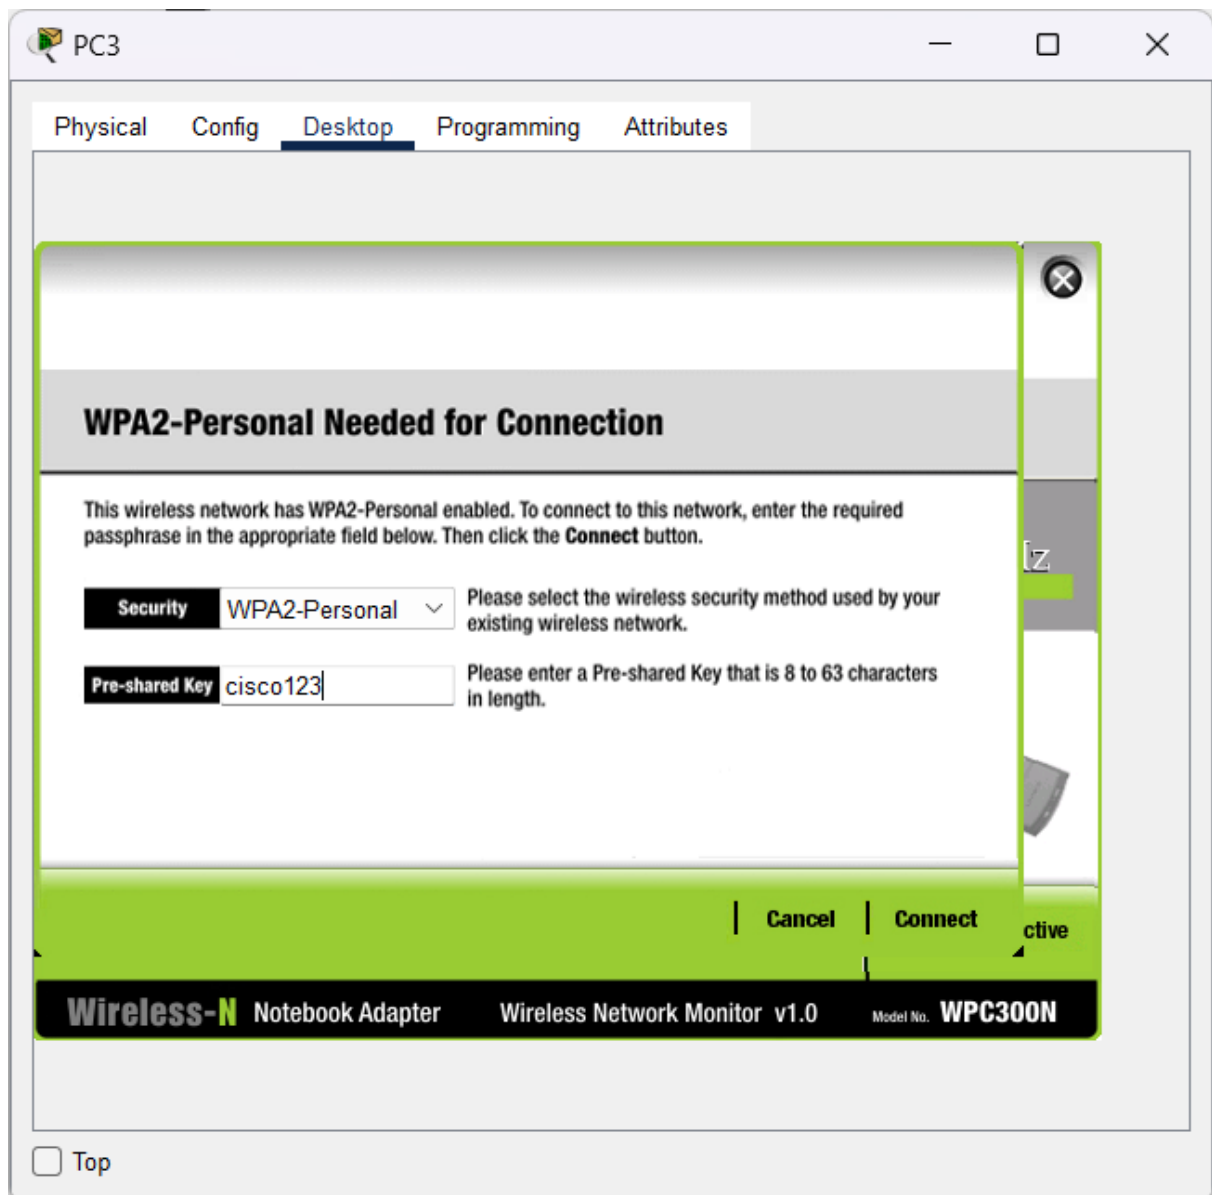 PC3
Physical Config Desktop Programming Attributes
WPA2-Personal Needed for Connection
This wireless network has WPA2-Personal enabled. To connect to this network, enter the required
passphrase in the appropriate field below. Then click the Connect button.
Security WPA2-Personal Please select the wireless security method used by your
existing wireless network.
Pre-shared Key cisco123 Please enter a Pre-shared Key that is 8 to 63 characters
in length.
Cancel Connect
Wireless-N Notebook Adapter Wireless Network Monitor v1.0 Model No. WPC300N
Top